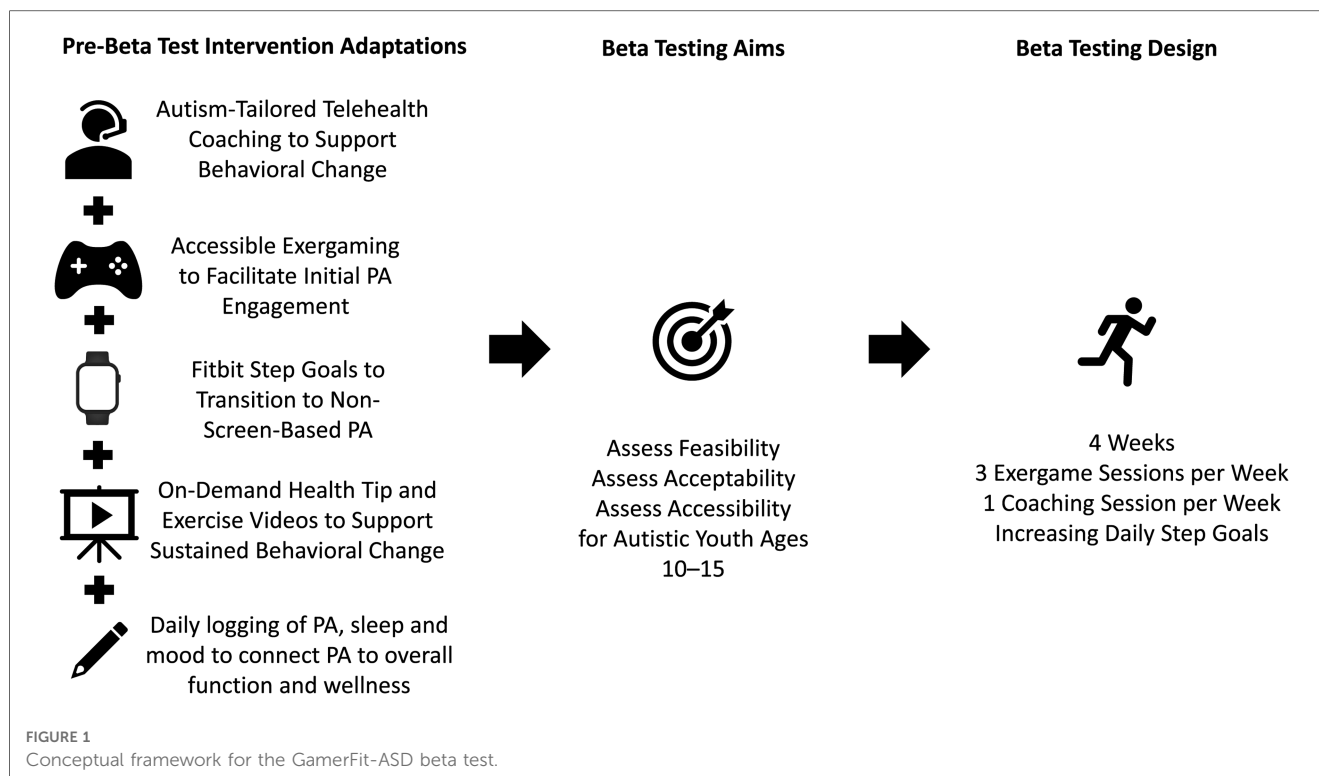 Pre-Beta Test Intervention Adaptations
Autism-Tailored Telehealth
Coaching to Support
Behavioral Change
Accessible Exergaming
to Facilitate Initial PA
Engagement
Fitbit Step Goals to
Transition to Non-
Screen-Based PA
On-Demand Health Tip and
Exercise Videos to Support
Sustained Behavioral Change
Daily logging of PA, sleep and
mood to connect PA to overall
function and wellness
Beta Testing Aims
Assess Feasibility
Assess Acceptability
Assess Accessibility
for Autistic Youth Ages
10–15
Beta Testing Design
4 Weeks
3 Exergame Sessions per Week
1 Coaching Session per Week
Increasing Daily Step Goals
FIGURE 1
Conceptual framework for the GamerFit-ASD beta test.